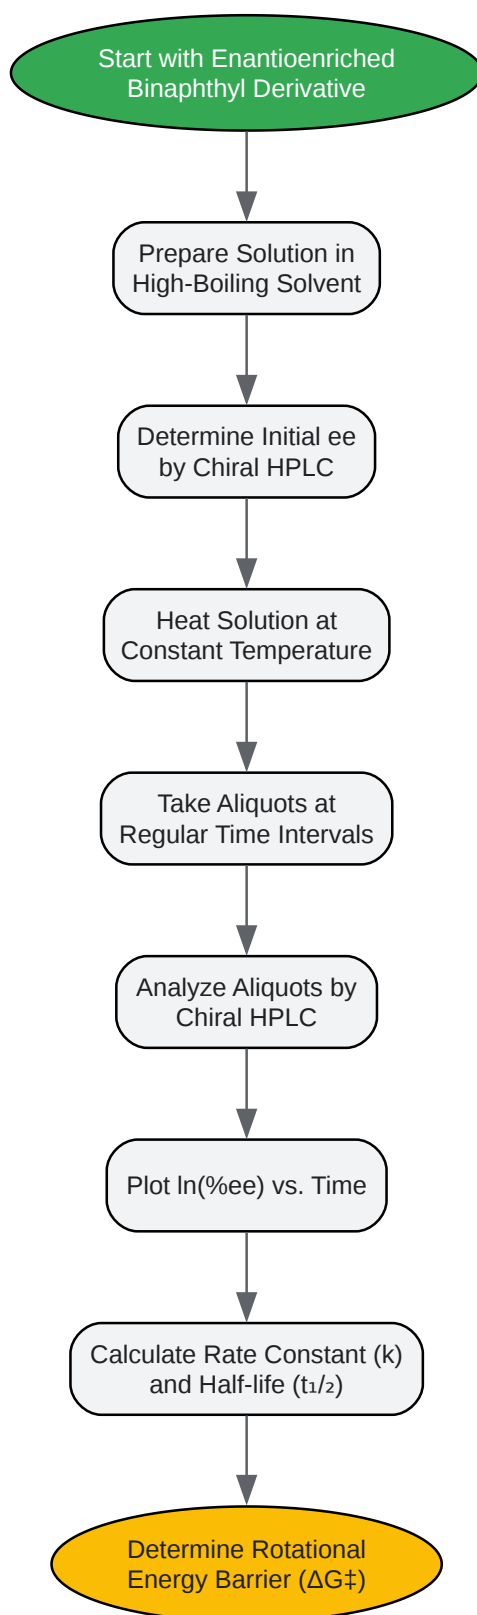 Start with Enantioenriched
Binaphthyl Derivative
Prepare Solution in
High-Boiling Solvent
Determine Initial ee
by Chiral HPLC
Heat Solution at
Constant Temperature
Take Aliquots at
Regular Time Intervals
Analyze Aliquots by
Chiral HPLC
Plot ln(%ee) vs. Time
Calculate Rate Constant (k)
and Half-life (t₁/₂)
Determine Rotational
Energy Barrier (ΔG‡)